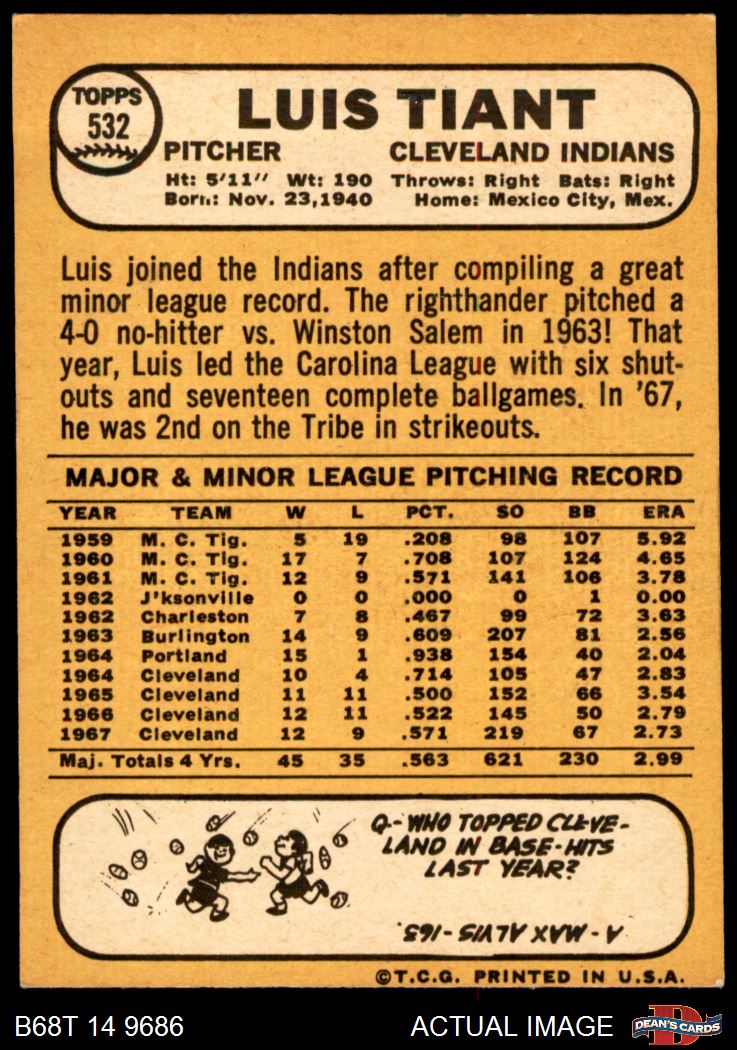 TOPPS
532
LUIS TIANT
PITCHER CLEVELAND INDIANS
Ht: 5'11" Wt: 190 Throws: Right Bats: Right
Born: Nov. 23,1940 Home: Mexico City, Mex.
Luis joined the Indians after compiling a great
minor league record. The righthander pitched a
4-0 no-hitter vs. Winston Salem in 1963! That
year, Luis led the Carolina League with six shut-
outs and seventeen complete ballgames. In '67,
he was 2nd on the Tribe in strikeouts.
MAJOR & MINOR LEAGUE PITCHING RECORD
YEAR TEAM W L PCT. SO BB ERA
1959 M. C. Tig. 5 19 .208 98 107 5.92
1960 M. C. Tig. 17 7 .708 107 124 4.65
1961 M. C. Tig. 12 9 .571 141 106 3.78
1962 J'ksonville 0 0 .000 0 1 0.00
1962 Charleston 7 8 .467 99 72 3.63
1963 Burlington 14 9 .609 207 81 2.56
1964 Portland 15 1 .938 154 40 2.04
1964 Cleveland 10 4 .714 105 47 2.83
1965 Cleveland 11 11 .500 152 66 3.54
1966 Cleveland 12 11 .522 145 50 2.79
1967 Cleveland 12 9 .571 219 67 2.73
Maj. Totals 4 Yrs. 45 35 .563 621 230 2.99
Q-WHO TOPPED CLEVE-
LAND IN BASE-HITS
LAST YEAR?
A-MAX ALVIS-163.
©T.C.G. PRINTED IN U.S.A.
B68T 14 9686 ACTUAL IMAGE
DEAN'S CARDS